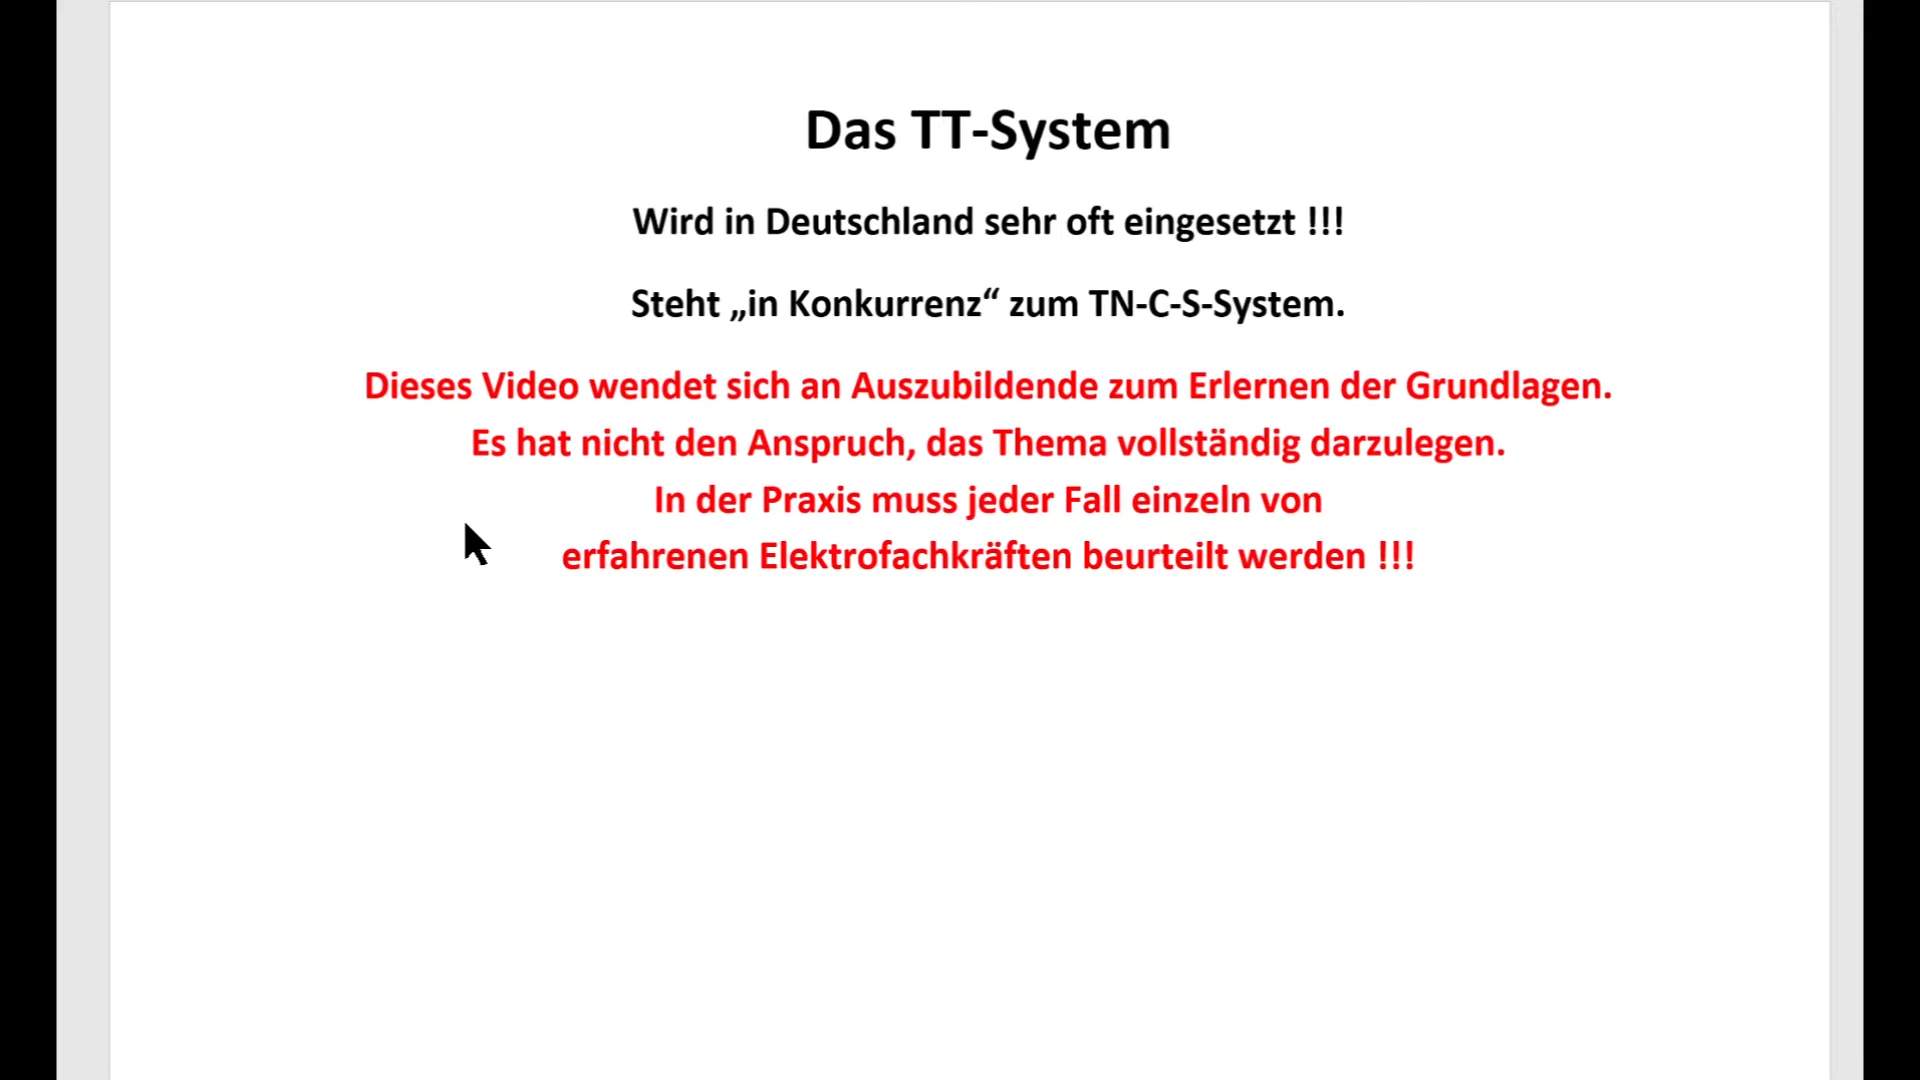 Das TT-System
Wird in Deutschland sehr oft eingesetzt !!!
Steht „in Konkurrenz“ zum TN-C-S-System.
Dieses Video wendet sich an Auszubildende zum Erlernen der Grundlagen.
Es hat nicht den Anspruch, das Thema vollständig darzulegen.
In der Praxis muss jeder Fall einzeln von
erfahrenen Elektrofachkräften beurteilt werden !!!